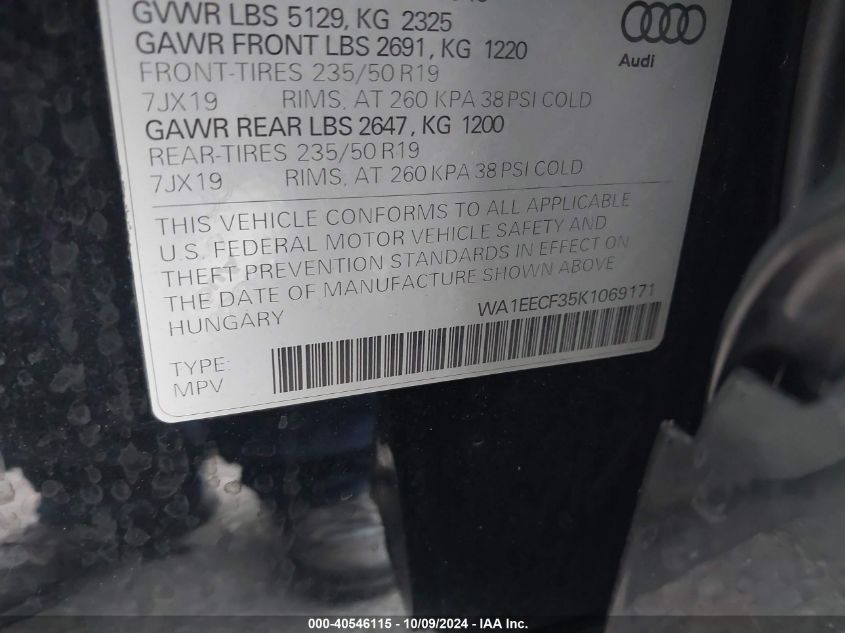 GVWR LBS 5129, KG 2325
Audi
GAWR FRONT LBS 2691, KG 1220
FRONT-TIRES 235/50 R19
7JX19 RIMS, AT 260 KPA 38 PSI COLD
GAWR REAR LBS 2647, KG 1200
REAR-TIRES 235/50 R19
7JX19 RIMS, AT 260 KPA 38 PSI COLD
THIS VEHICLE CONFORMS TO ALL APPLICABLE
U.S. FEDERAL MOTOR VEHICLE SAFETY AND
THEFT PREVENTION STANDARDS IN EFFECT ON
THE DATE OF MANUFACTURE SHOWN ABOVE
HUNGARY WA1EECF35K1069171
TYPE:
MPV
000-40546115 - 10/09/2024 - IAA Inc.